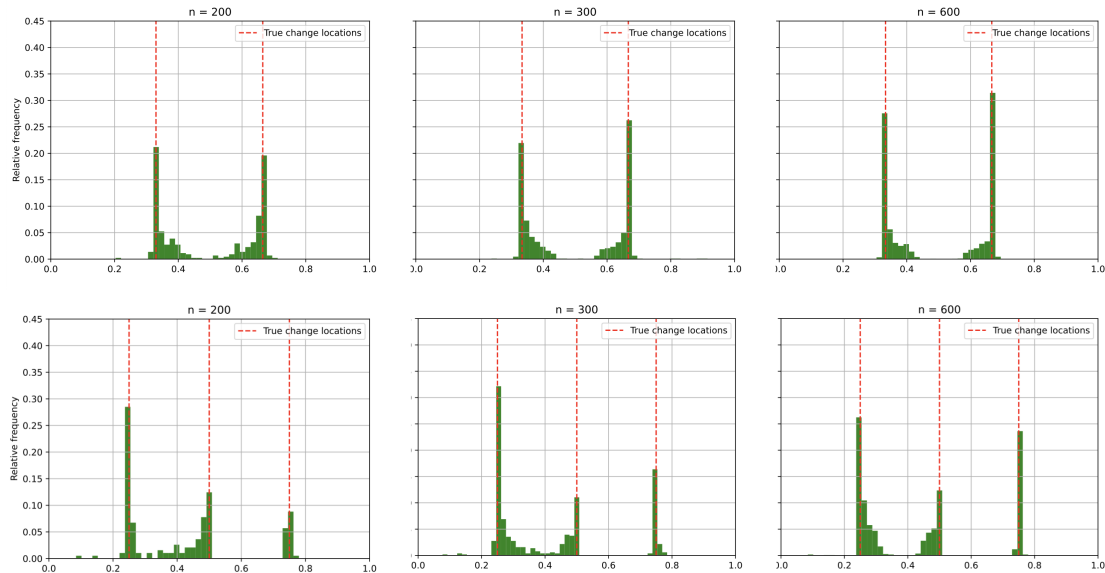 n = 200
True change locations
Relative frequency
0.45
0.40
0.35
0.30
0.25
0.20
0.15
0.10
0.05
0.00
0.0 0.2 0.4 0.6 0.8 1.0
n = 300
True change locations
0.0 0.2 0.4 0.6 0.8 1.0
n = 600
True change locations
0.0 0.2 0.4 0.6 0.8 1.0
n = 200
True change locations
Relative frequency
0.45
0.40
0.35
0.30
0.25
0.20
0.15
0.10
0.05
0.00
0.0 0.2 0.4 0.6 0.8 1.0
n = 300
True change locations
0.2 0.4 0.6 0.8 1.0
n = 600
True change locations
0.2 0.4 0.6 0.8 1.0